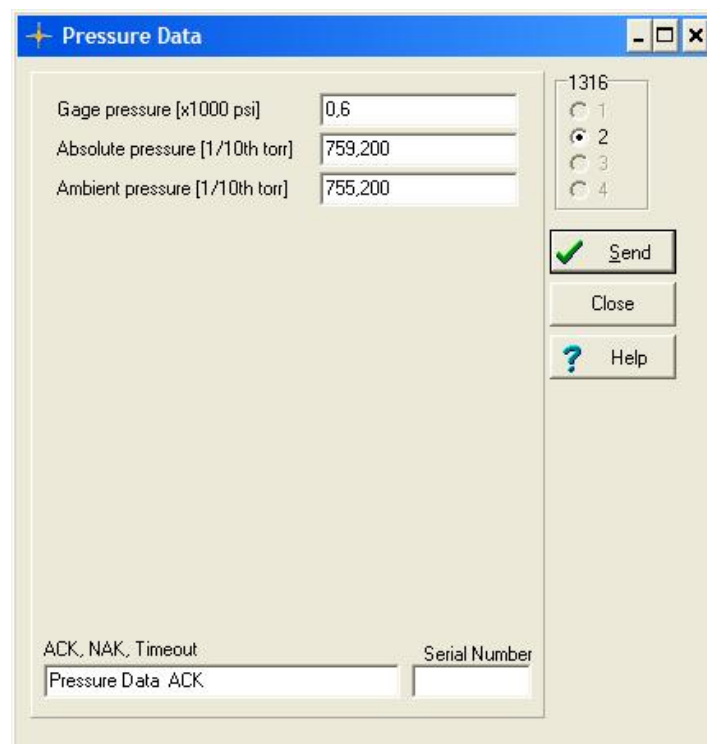 Pressure Data
Gage pressure [x1000 psi] 0,6
Absolute pressure [1/10th torr] 759,200
Ambient pressure [1/10th torr] 755,200
1316
1
2
3
4
Send
Close
? Help
ACK, NAK, Timeout
Serial Number
Pressure Data ACK